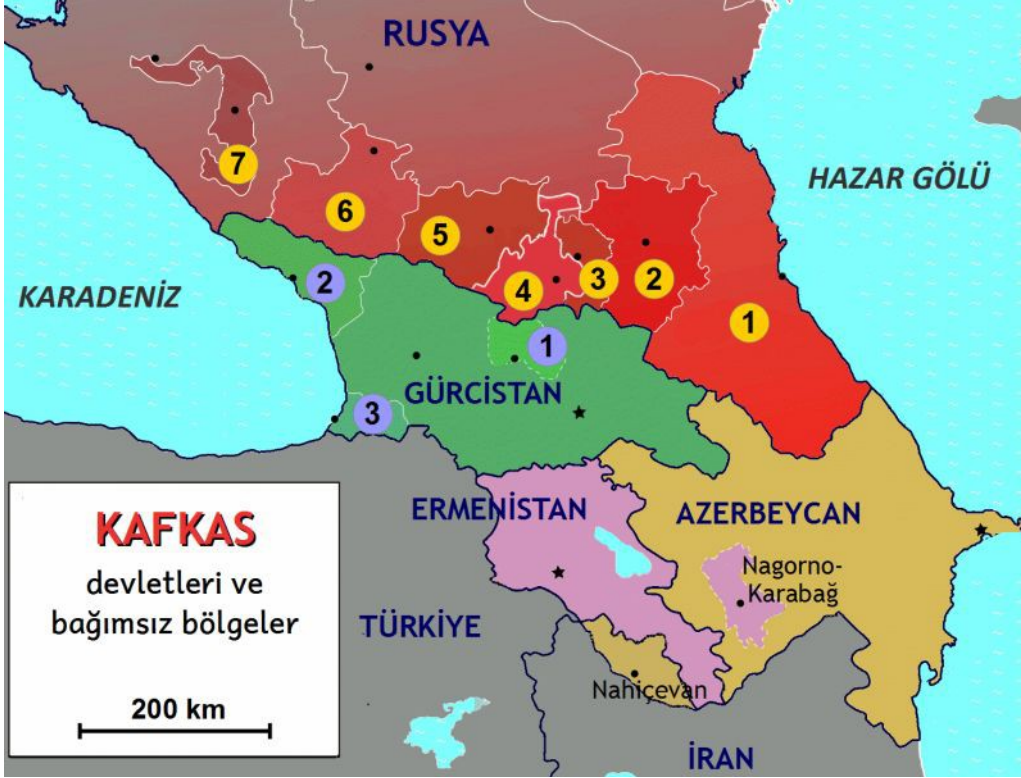 RUSYA
7
6
5
4
3
2
1
HAZAR GÖLÜ
KARADENİZ
2
1
3
GÜRCİSTAN
ERMENİSTAN
AZERBEYCAN
Nagorno-
Karabağ
TÜRKİYE
Nahiçevan
İRAN
KAFKAS
devletleri ve
bağımsız bölgeler
200 km